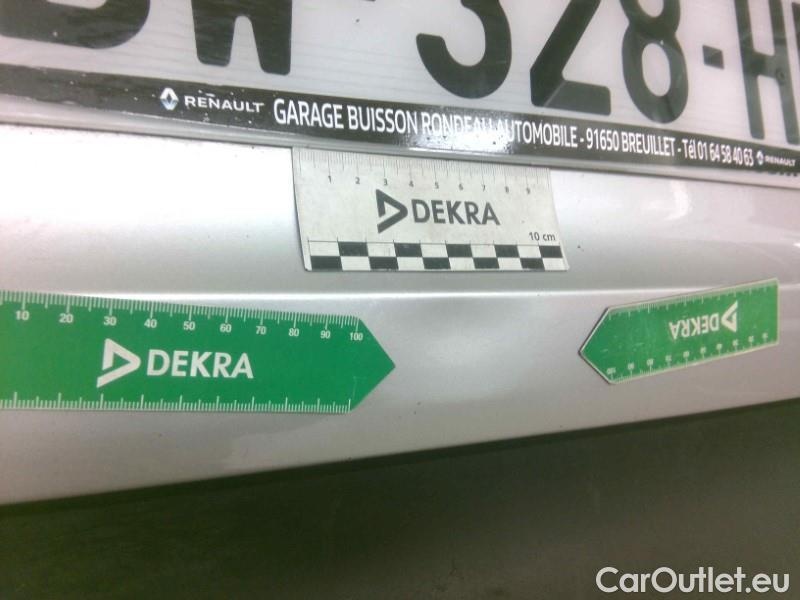 W-328-H
RENAULT GARAGE BUISSON RONDEAU AUTOMOBILE - 91650 BREUILLET - Tél 01 64 58 40 63 RENAULT
1 2 3 4 5 6 7 8 9
DEKRA
10 cm
10 20 30 40 50 60 70 80 90 100
DEKRA
DEKRA
CarOutlet.eu